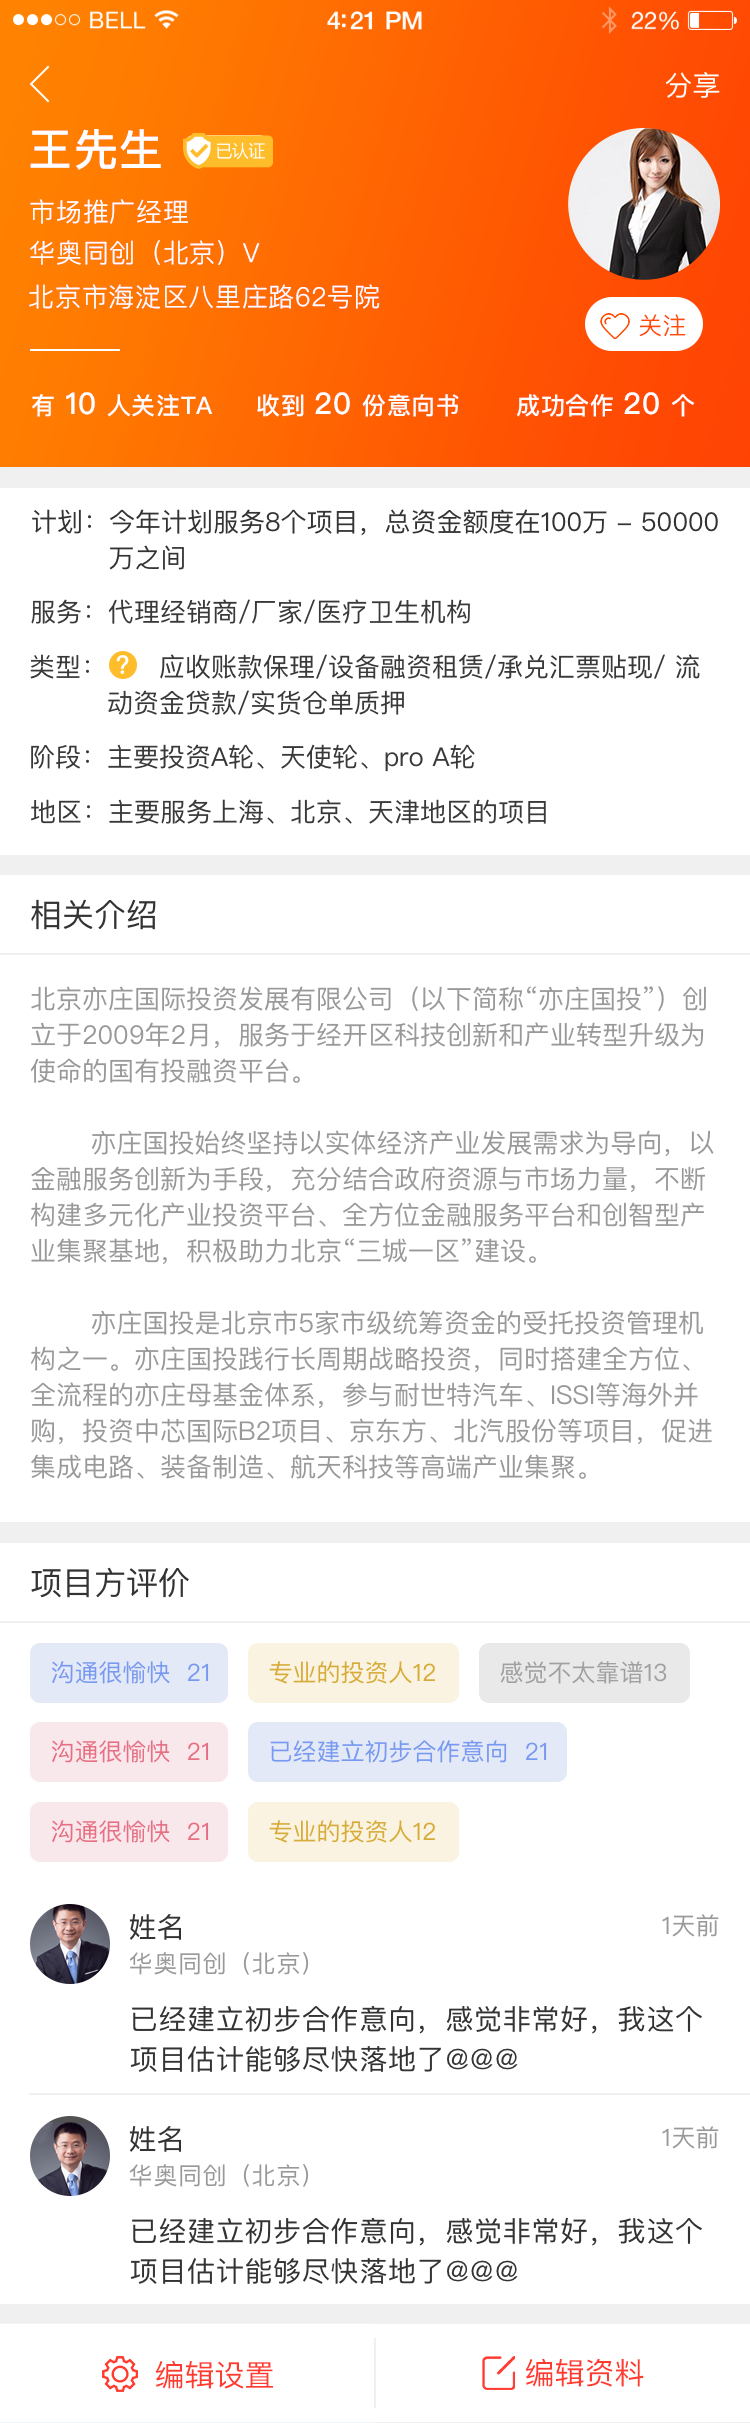 BELL 4:21 PM 22%
分享
王先生 已认证
市场推广经理
华奥同创（北京）V
北京市海淀区八里庄路62号院
关注
有 10 人关注TA 收到 20 份意向书 成功合作 20 个
计划： 今年计划服务8个项目，总资金额度在100万 – 50000
万之间
服务： 代理经销商/厂家/医疗卫生机构
类型： ? 应收账款保理/设备融资租赁/承兑汇票贴现/ 流
动资金贷款/实货仓单质押
阶段： 主要投资A轮、天使轮、pro A轮
地区： 主要服务上海、北京、天津地区的项目
相关介绍
北京亦庄国际投资发展有限公司（以下简称“亦庄国投”）创
立于2009年2月，服务于经开区科技创新和产业转型升级为
使命的国有投融资平台。
亦庄国投始终坚持以实体经济产业发展需求为导向，以
金融服务创新为手段，充分结合政府资源与市场力量，不断
构建多元化产业投资平台、全方位金融服务平台和创智型产
业集聚基地，积极助力北京“三城一区”建设。
亦庄国投是北京市5家市级统筹资金的受托投资管理机
构之一。亦庄国投践行长周期战略投资，同时搭建全方位、
全流程的亦庄母基金体系，参与耐世特汽车、ISSI等海外并
购，投资中芯国际B2项目、京东方、北汽股份等项目，促进
集成电路、装备制造、航天科技等高端产业集聚。
项目方评价
沟通很愉快 21 专业的投资人12 感觉不太靠谱13
沟通很愉快 21 已经建立初步合作意向 21
沟通很愉快 21 专业的投资人12
姓名 1天前
华奥同创（北京）
已经建立初步合作意向，感觉非常好，我这个
项目估计能够尽快落地了@@@
姓名 1天前
华奥同创（北京）
已经建立初步合作意向，感觉非常好，我这个
项目估计能够尽快落地了@@@
编辑设置 编辑资料